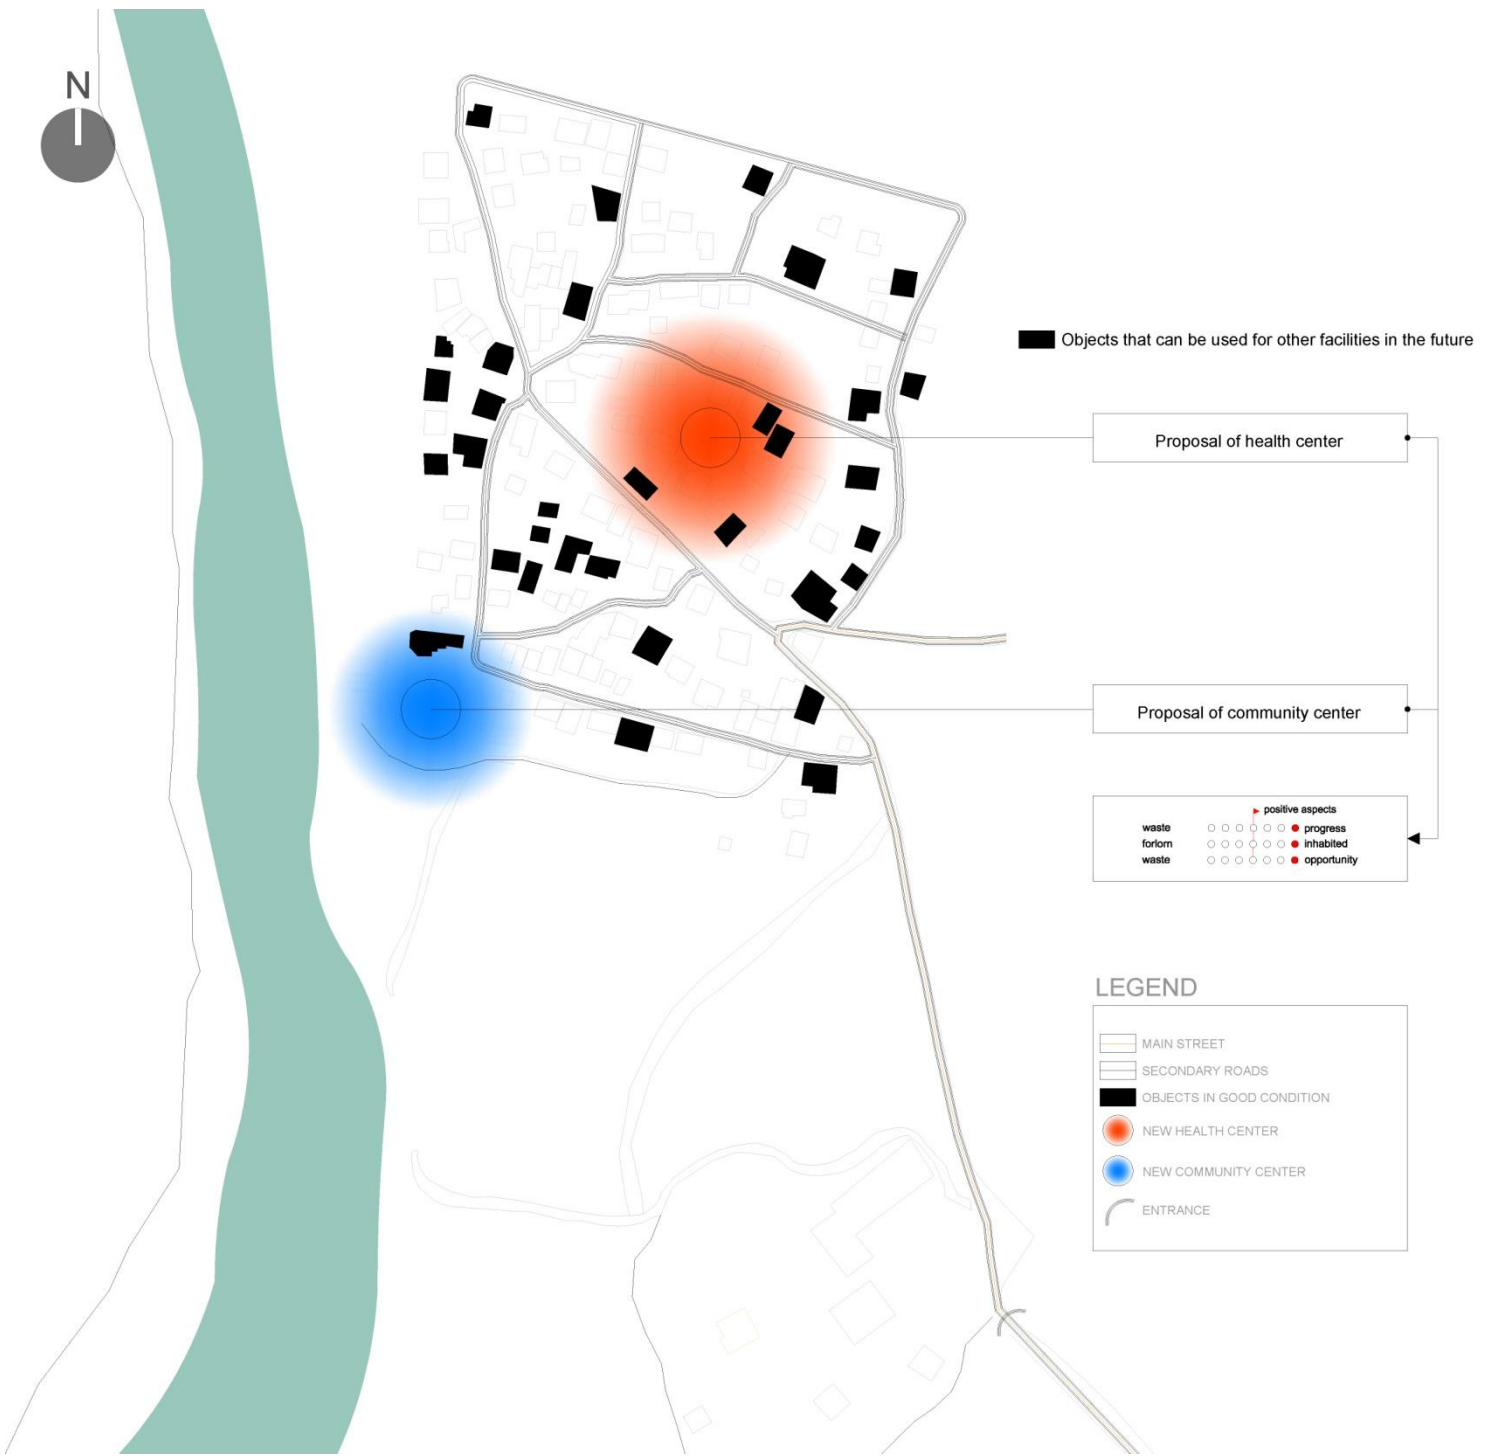 N
Objects that can be used for other facilities in the future
Proposal of health center
Proposal of community center
positive aspects
waste progress
forlorn inhabited
waste opportunity
LEGEND
MAIN STREET
SECONDARY ROADS
OBJECTS IN GOOD CONDITION
NEW HEALTH CENTER
NEW COMMUNITY CENTER
ENTRANCE